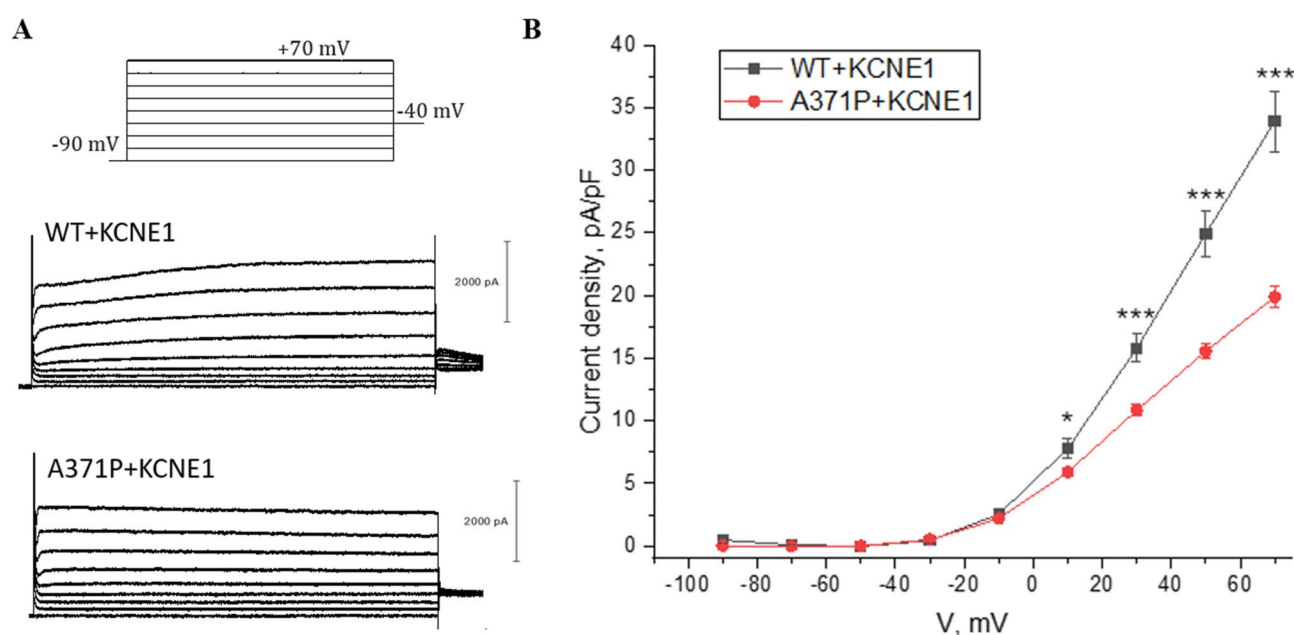 A
+70 mV
-40 mV
-90 mV
WT+KCNE1
2000 pA
A371P+KCNE1
2000 pA
B
WT+KCNE1
A371P+KCNE1
Current density, pA/pF
40
35
30
25
20
15
10
5
0
*
***
***
***
-100 -80 -60 -40 -20 0 20 40 60
V, mV